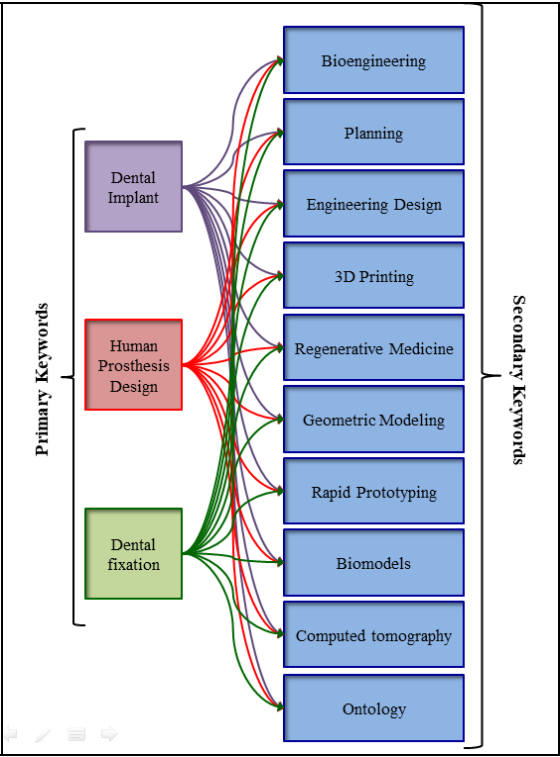 Primary Keywords
Dental
Implant
Human
Prosthesis
Design
Dental
fixation
Bioengineering
Planning
Engineering Design
3D Printing
Regenerative Medicine
Geometric Modeling
Rapid Prototyping
Biomodels
Computed tomography
Ontology
Secondary Keywords